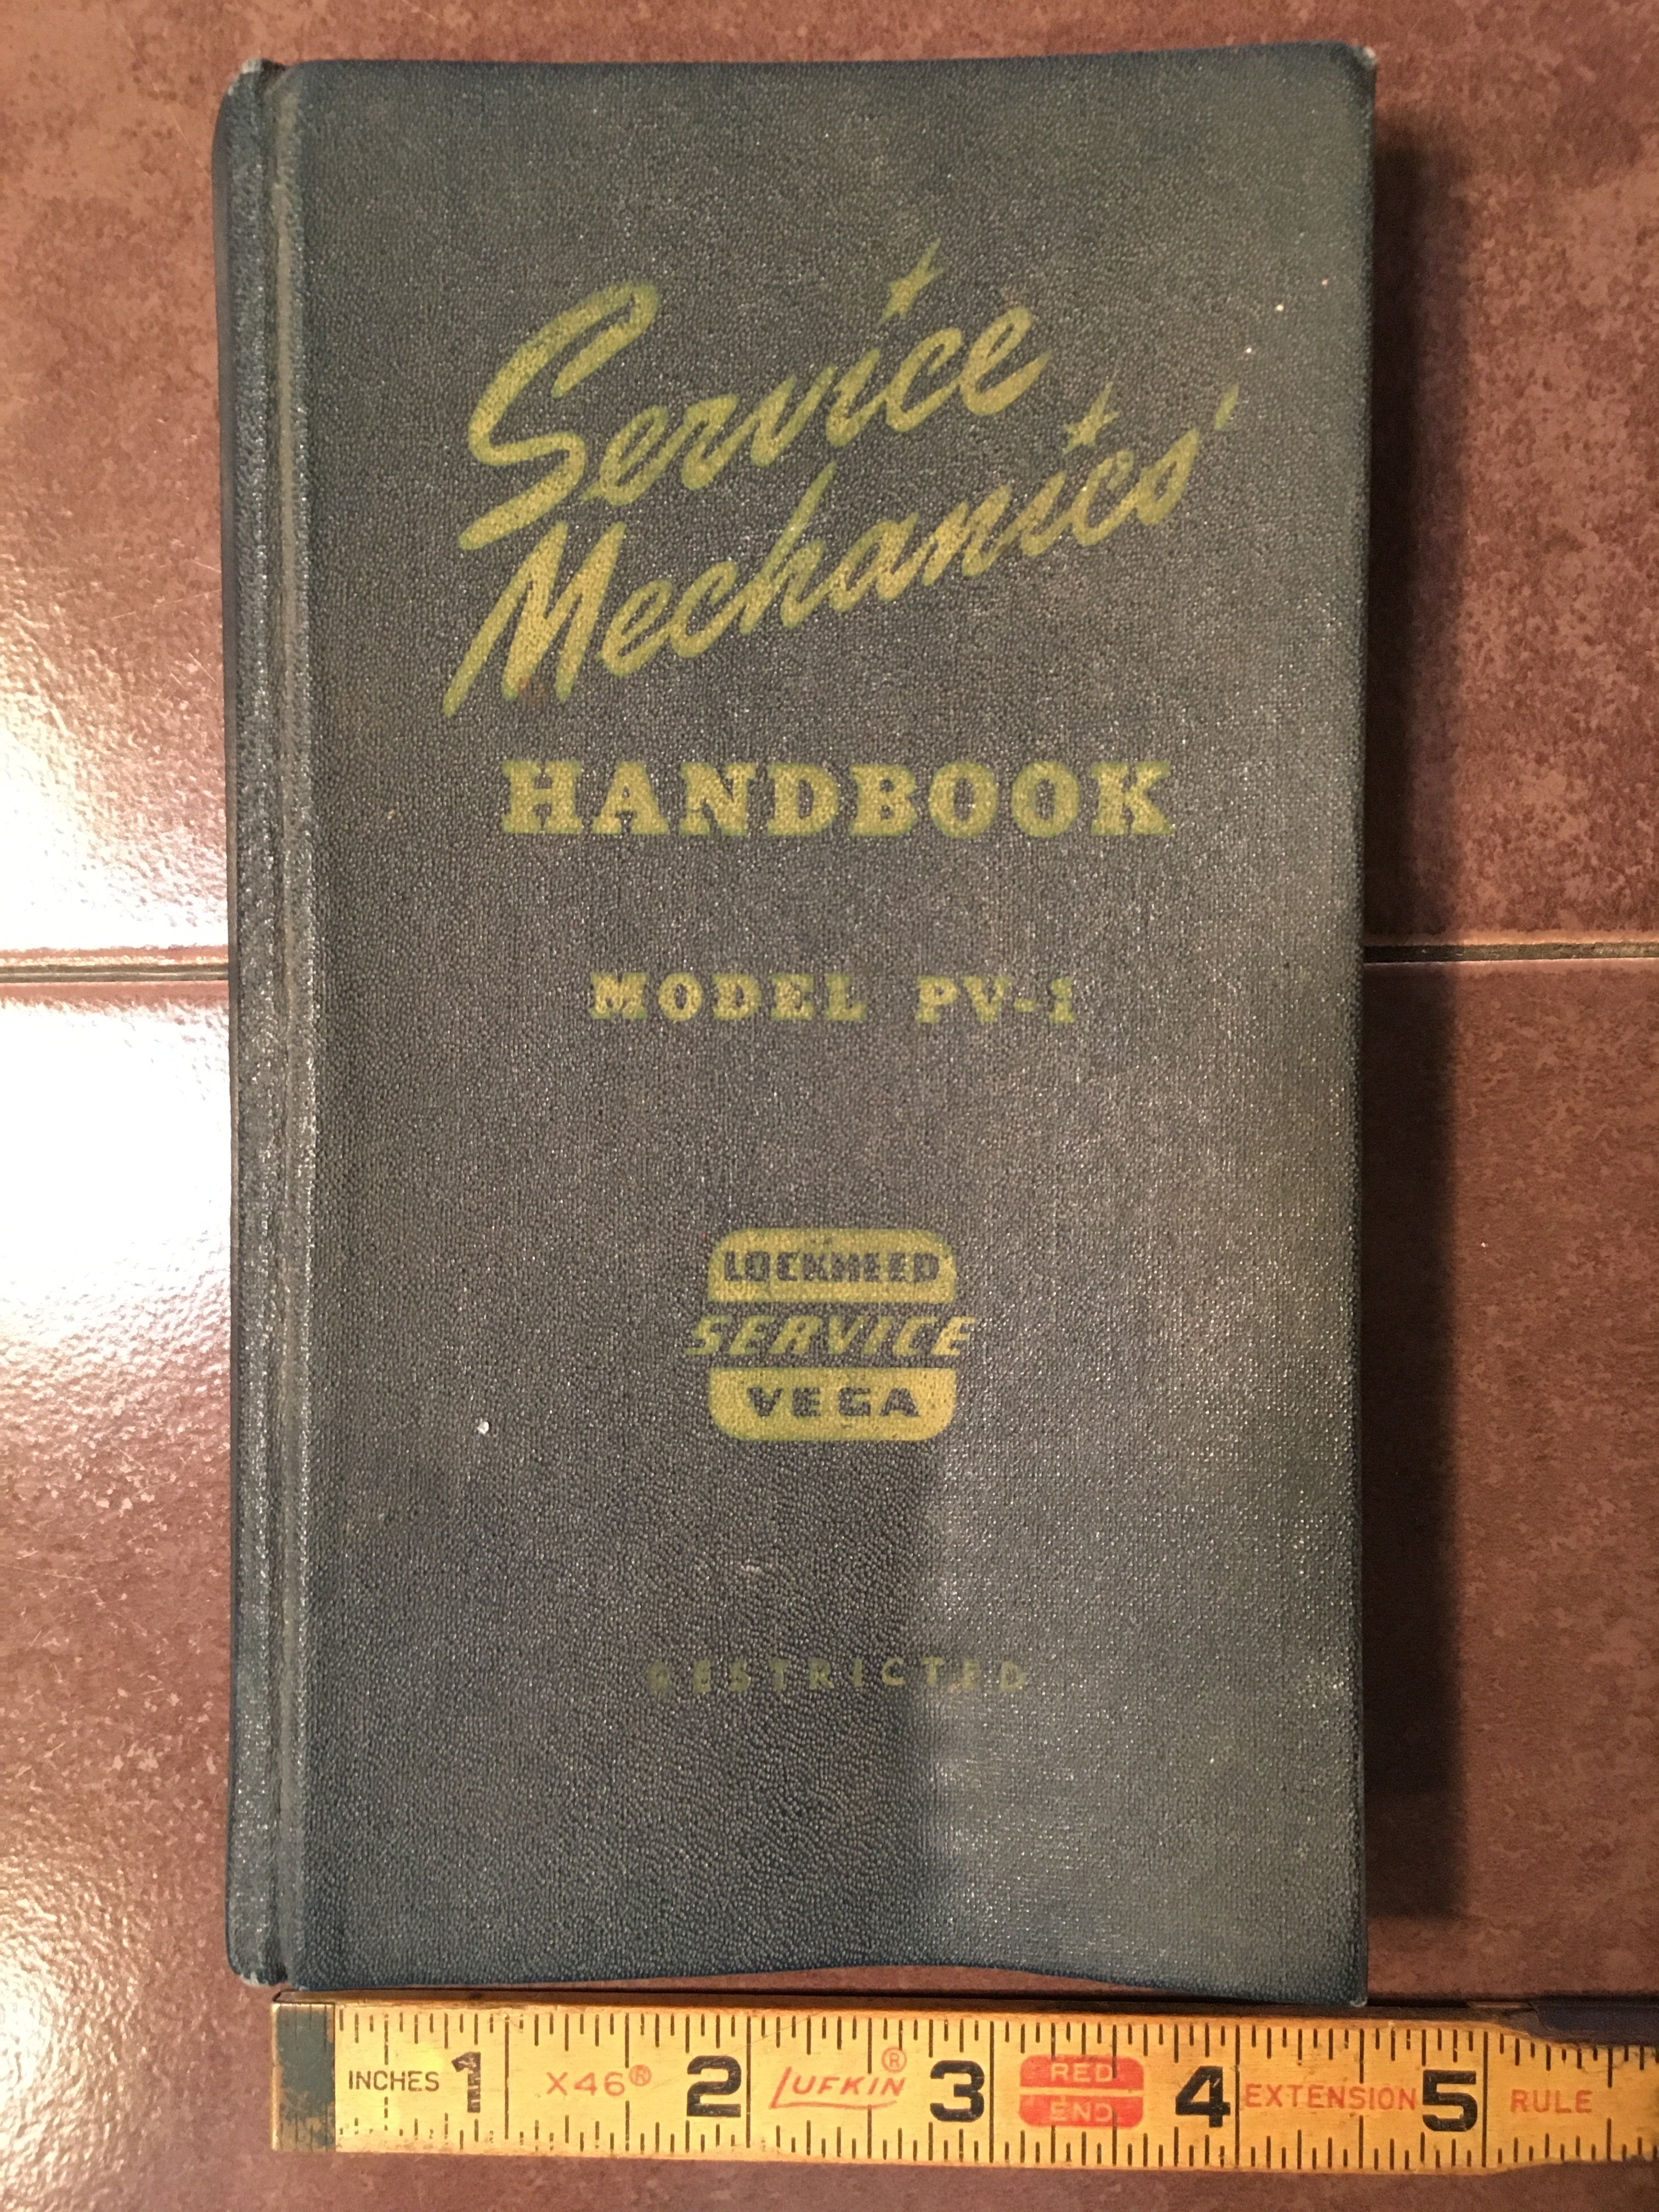 Service
Mechanics'
HANDBOOK
MODEL PV-1
LOCKHEED
SERVICE
VEGA
RESTRICTED
INCHES 1 X46® 2 LUFKIN® 3 RED END 4 EXTENSION 5 RULE